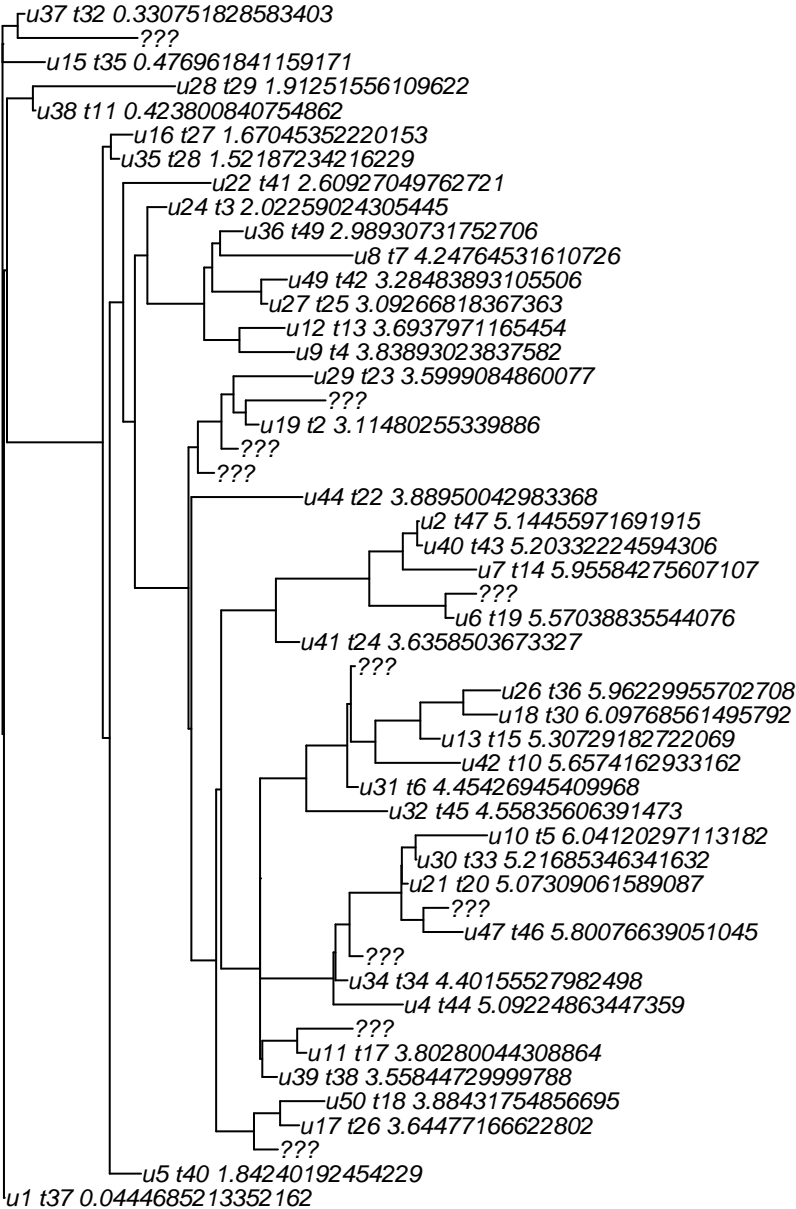 u37 t32 0.330751828583403
???
u15 t35 0.476961841159171
u28 t29 1.91251556109622
u38 t11 0.423800840754862
u16 t27 1.67045352220153
u35 t28 1.52187234216229
u22 t41 2.60927049762721
u24 t3 2.02259024305445
u36 t49 2.98930731752706
u8 t7 4.24764531610726
u49 t42 3.28483893105506
u27 t25 3.09266818367363
u12 t13 3.6937971165454
u9 t4 3.83893023837582
u29 t23 3.5999084860077
???
u19 t2 3.11480255339886
???
???
u44 t22 3.88950042983368
u2 t47 5.14455971691915
u40 t43 5.20332224594306
u7 t14 5.95584275607107
???
u6 t19 5.57038835544076
u41 t24 3.6358503673327
???
u26 t36 5.96229955702708
u18 t30 6.09768561495792
u13 t15 5.30729182722069
u42 t10 5.6574162933162
u31 t6 4.45426945409968
u32 t45 4.55835606391473
u10 t5 6.04120297113182
u30 t33 5.21685346341632
u21 t20 5.07309061589087
???
u47 t46 5.80076639051045
???
u34 t34 4.40155527982498
u4 t44 5.09224863447359
???
u11 t17 3.80280044308864
u39 t38 3.55844729999788
u50 t18 3.88431754856695
u17 t26 3.64477166622802
???
u5 t40 1.84240192454229
u1 t37 0.0444685213352162